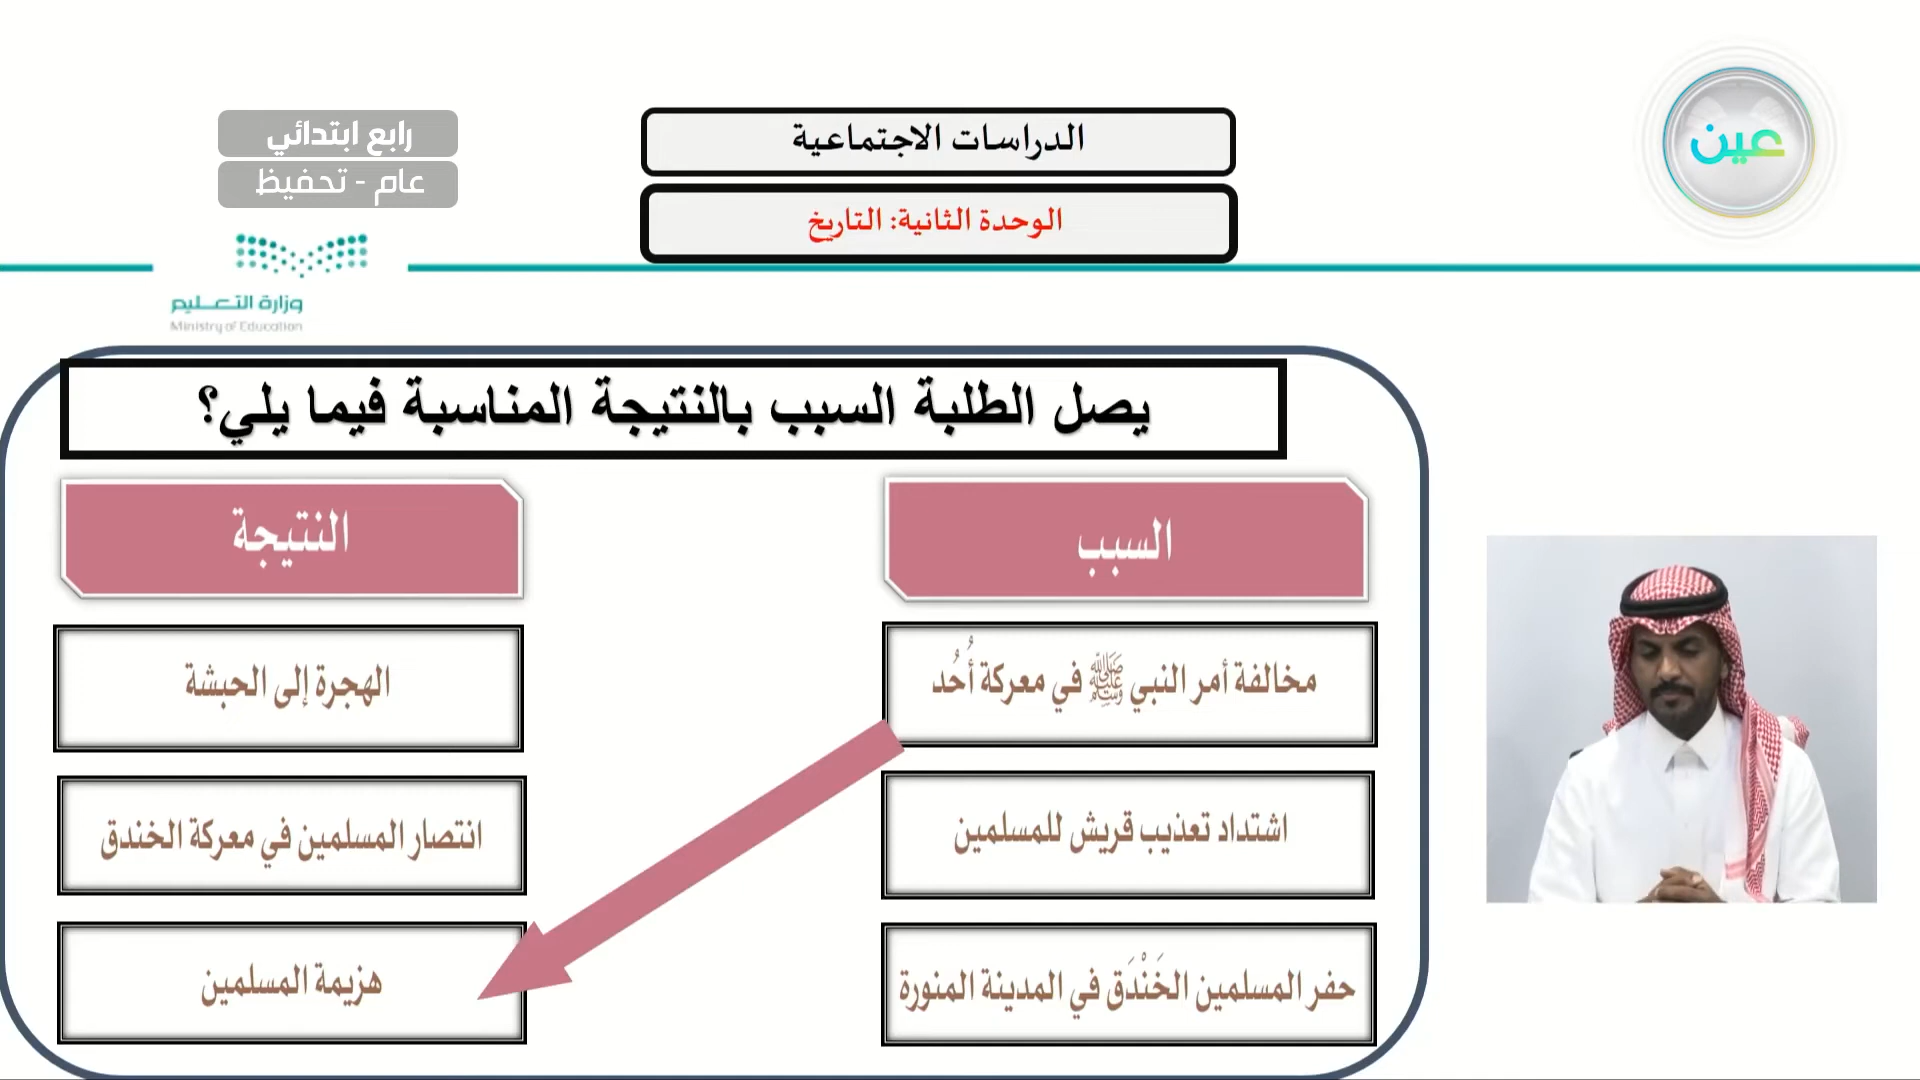 عين
الدراسات الاجتماعية
الوحدة الثانية: التاريخ
رابع ابتدائي
عام - تحفيظ
وزارة التعليم
Ministry of Education
يصل الطلبة السبب بالنتيجة المناسبة فيما يلي؟
السبب
النتيجة
مخالفة أمر النبي ﷺ في معركة أُحُد
الهجرة إلى الحبشة
اشتداد تعذيب قريش للمسلمين
انتصار المسلمين في معركة الخندق
حفر المسلمين الخَنْدَق في المدينة المنورة
هزيمة المسلمين